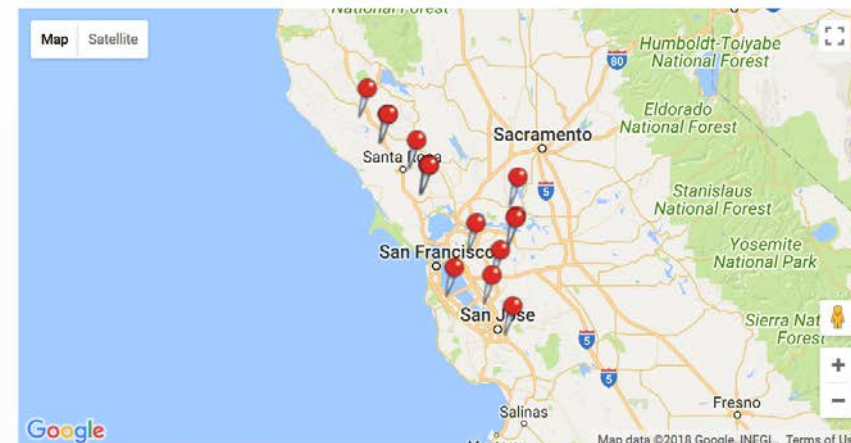 National Forest
Map
Satellite
80
Humboldt-Toiyabe
National Forest
Eldorado
National Forest
Sacramento
Santa
5
Stanislaus
National Forest
Yosemite
National Park
San Francisco
San Jose
Sierra Nat
Forest
5
5
Fresno
Salinas
Google
Map data ©2018 Google, INEGI
Terms of Us